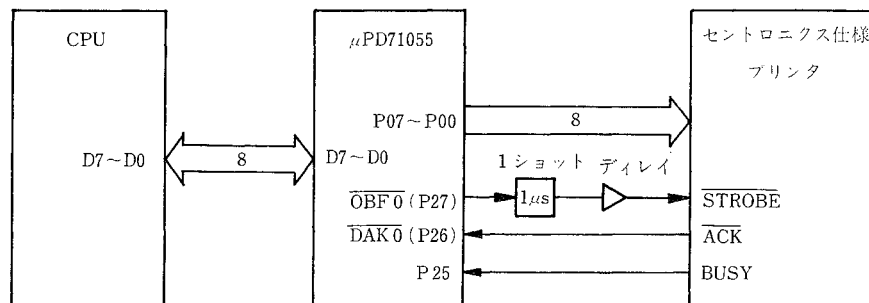 CPU
μPD71055
セントロニクス仕様
プリンタ
P07~P00
8
D7~D0
8
D7~D0
1ショット
ディレイ
OBF0(P27)
1μs
STROBE
DAK0(P26)
ACK
P25
BUSY